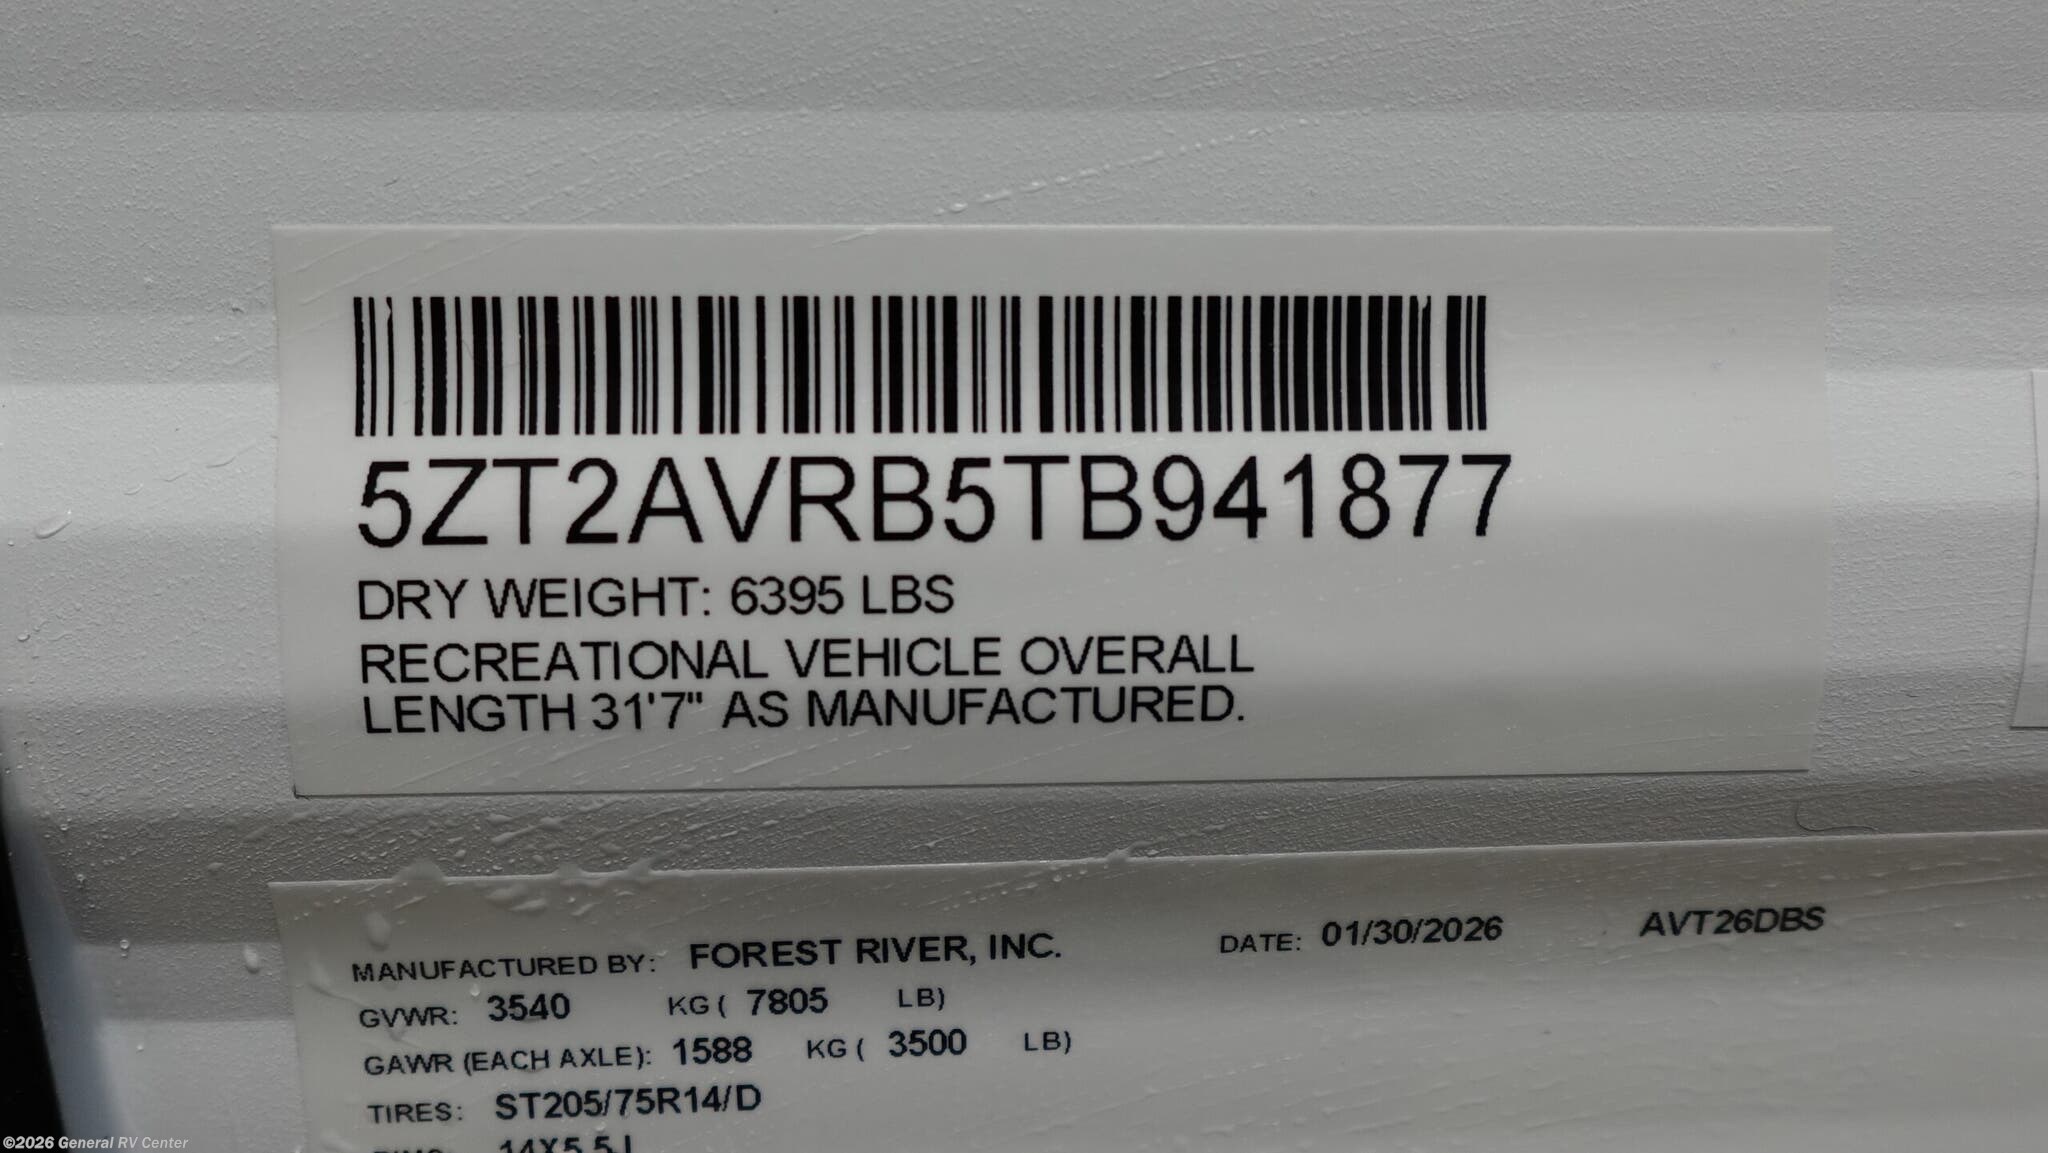 5ZT2AVRB5TB941877
DRY WEIGHT: 6395 LBS
RECREATIONAL VEHICLE OVERALL
LENGTH 31'7" AS MANUFACTURED.
MANUFACTURED BY: FOREST RIVER, INC. DATE: 01/30/2026 AVT26DBS
GVWR: 3540 KG ( 7805 LB)
GAWR (EACH AXLE): 1588 KG ( 3500 LB)
TIRES: ST205/75R14/D
14X5.5J
©2026 General RV Center